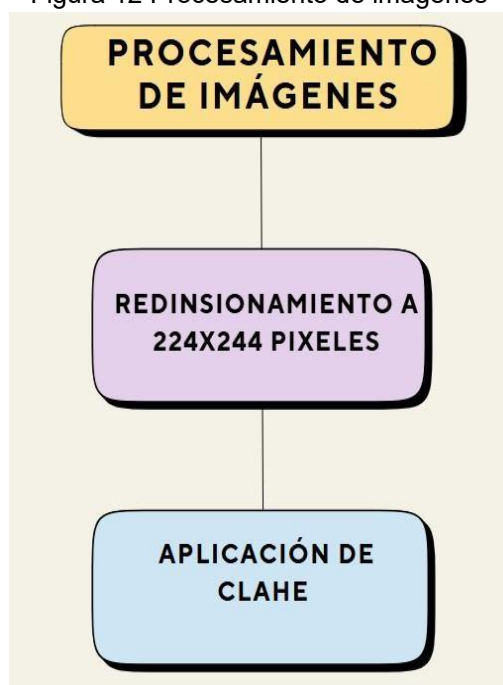 Figura 12 Procesamiento de imágenes
PROCESAMIENTO
DE IMÁGENES
REDINSIONAMIENTO A
224X244 PIXELES
APLICACIÓN DE
CLAHE